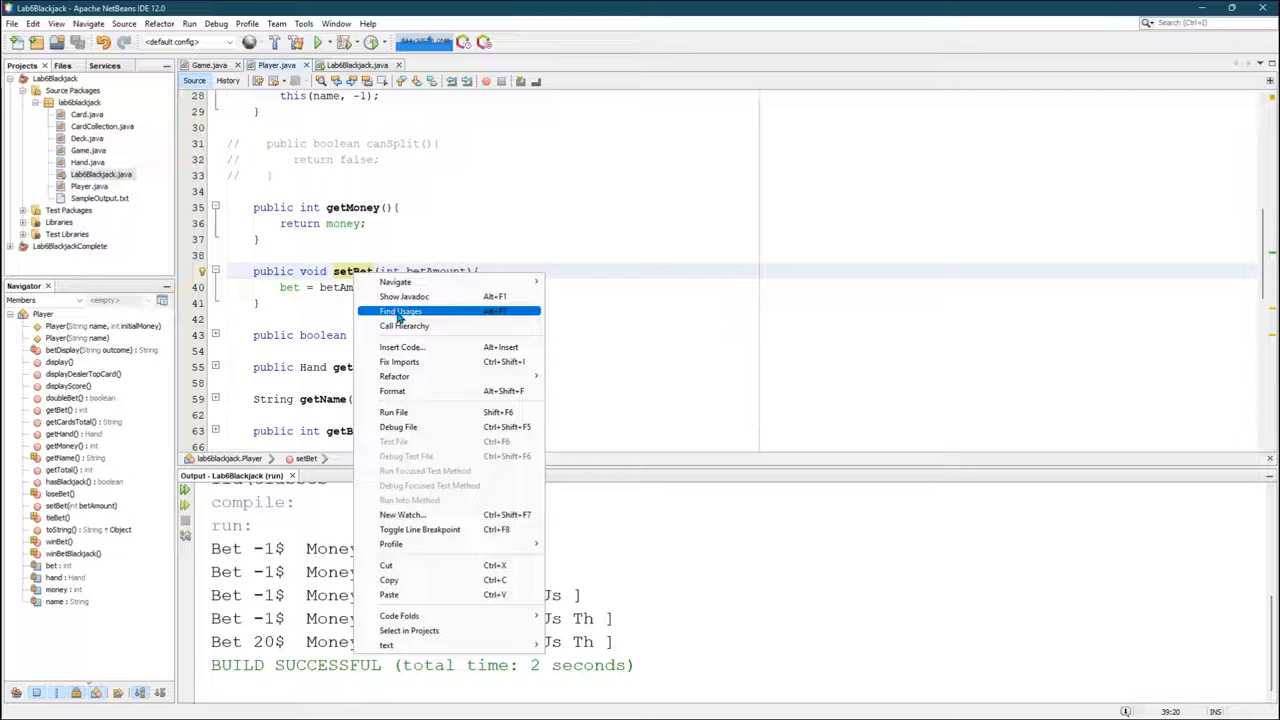 Lab6Blackjack - Apache NetBeans IDE 12.0
File Edit View Navigate Source Refactor Run Debug Profile Team Tools Window Help
Search (Ctrl+I)
<default config>
Projects Files Services
Game.java Player.java Lab6Blackjack.java
Source History
Lab6Blackjack
Source Packages
lab6blackjack
Card.java
CardCollection.java
Deck.java
Game.java
Hand.java
Lab6Blackjack.java
Player.java
SampleOutput.txt
Test Packages
Libraries
Test Libraries
Lab6BlackjackComplete
28 this(name, -1);
29 }
30
31 // public boolean canSplit(){
32 // return false;
33 // }
34
35 public int getMoney(){
36 return money;
37 }
38
public void setBet(int betAmount){
40 bet = betAm
41 }
43 public boolean
55 public Hand get
59 String getName(
62
63 public int getB
66
Navigate
Show Javadoc Alt+F1
Find Usages Alt+F7
Call Hierarchy
Insert Code... Alt+Insert
Fix Imports Ctrl+Shift+I
Refactor
Format Alt+Shift+F
Run File Shift+F6
Debug File Ctrl+Shift+F5
Test File Ctrl+F6
Debug Test File Ctrl+Shift+F6
Run Focused Test Method
Debug Focused Test Method
Run Into Method
New Watch... Ctrl+Shift+F7
Toggle Line Breakpoint Ctrl+F8
Profile
Cut Ctrl+X
Copy Ctrl+C
Paste Ctrl+V
Code Folds
Select in Projects
text
Navigator
Members <empty>
Player
Player(String name, int initialMoney)
Player(String name)
betDisplay(String outcome) : String
display()
displayDealerTopCard()
displayScore()
doubleBet() : boolean
getBet() : int
getCardsTotal() : String
getHand() : Hand
getMoney() : int
getName() : String
getTotal() : int
hasBlackjack() : boolean
loseBet()
setBet(int betAmount)
tieBet()
toString() : String ↑ Object
winBet()
winBetBlackjack()
bet : int
hand : Hand
money : int
name : String
lab6blackjack.Player setBet
Output - Lab6Blackjack (run)
compile:
run:
Bet -1$ Money
Bet -1$ Money
Bet -1$ Money Js ]
Bet -1$ Money Js Th ]
Bet 20$ Money Js Th ]
BUILD SUCCESSFUL (total time: 2 seconds)
39:20 INS